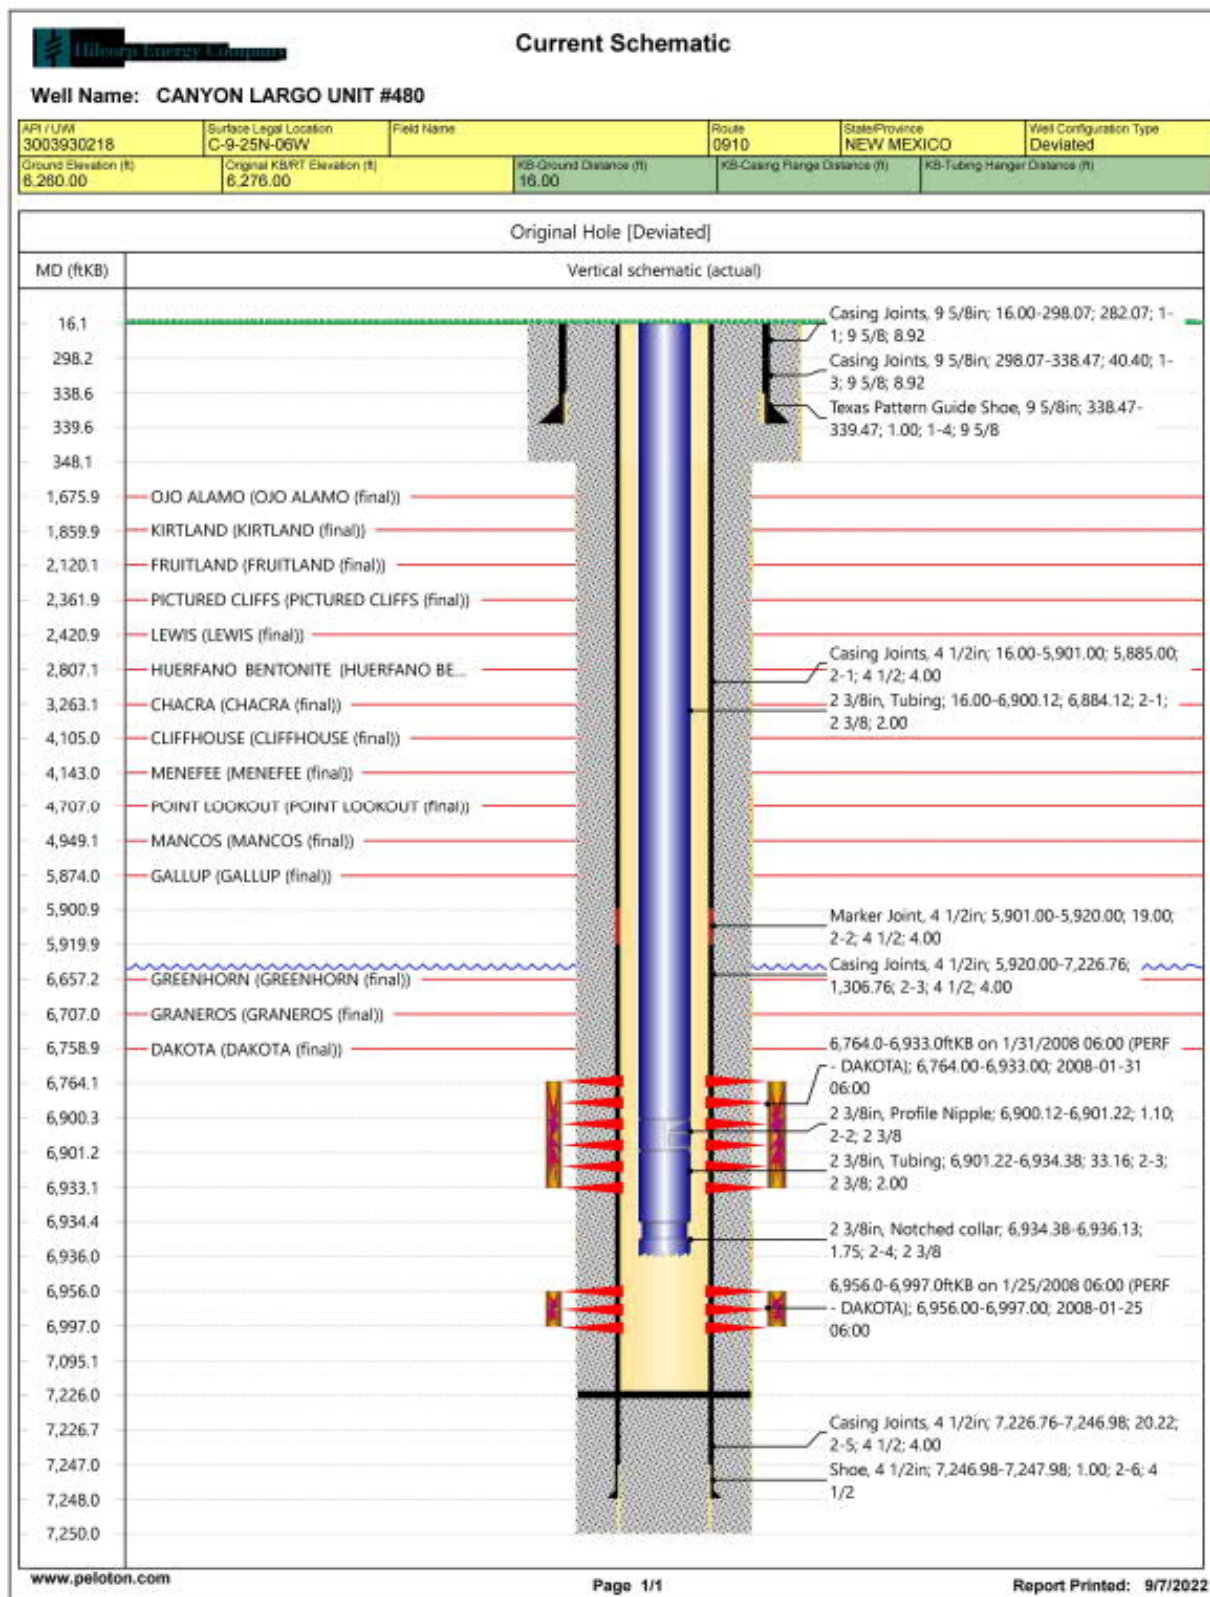 Hilcorp Energy Company
Current Schematic
Well Name: CANYON LARGO UNIT #480
API / UWI
3003930218
Surface Legal Location
C-9-25N-06W
Field Name
Route
0910
State/Province
NEW MEXICO
Well Configuration Type
Deviated
Ground Elevation (ft)
6,260.00
Original KB/RT Elevation (ft)
6,276.00
KB-Ground Distance (ft)
16.00
KB-Casing Flange Distance (ft)
KB-Tubing Hanger Distance (ft)
Original Hole [Deviated]
MD (ftKB)
Vertical schematic (actual)
16.1
298.2
338.6
339.6
348.1
1,675.9
1,859.9
2,120.1
2,361.9
2,420.9
2,807.1
3,263.1
4,105.0
4,143.0
4,707.0
4,949.1
5,874.0
5,900.9
5,919.9
6,657.2
6,707.0
6,758.9
6,764.1
6,900.3
6,901.2
6,933.1
6,934.4
6,936.0
6,956.0
6,997.0
7,095.1
7,226.0
7,226.7
7,247.0
7,248.0
7,250.0
OJO ALAMO (OJO ALAMO (final))
KIRTLAND (KIRTLAND (final))
FRUITLAND (FRUITLAND (final))
PICTURED CLIFFS (PICTURED CLIFFS (final))
LEWIS (LEWIS (final))
HUERFANO BENTONITE (HUERFANO BE...
CHACRA (CHACRA (final))
CLIFFHOUSE (CLIFFHOUSE (final))
MENEFEE (MENEFEE (final))
POINT LOOKOUT (POINT LOOKOUT (final))
MANCOS (MANCOS (final))
GALLUP (GALLUP (final))
GREENHORN (GREENHORN (final))
GRANEROS (GRANEROS (final))
DAKOTA (DAKOTA (final))
Casing Joints, 9 5/8in; 16.00-298.07; 282.07; 1-
1; 9 5/8; 8.92
Casing Joints, 9 5/8in; 298.07-338.47; 40.40; 1-
3; 9 5/8; 8.92
Texas Pattern Guide Shoe, 9 5/8in; 338.47-
339.47; 1.00; 1-4; 9 5/8
Casing Joints, 4 1/2in; 16.00-5,901.00; 5,885.00;
2-1; 4 1/2; 4.00
2 3/8in, Tubing; 16.00-6,900.12; 6,884.12; 2-1;
2 3/8; 2.00
Marker Joint, 4 1/2in; 5,901.00-5,920.00; 19.00;
2-2; 4 1/2; 4.00
Casing Joints, 4 1/2in; 5,920.00-7,226.76;
1,306.76; 2-3; 4 1/2; 4.00
6,764.0-6,933.0ftKB on 1/31/2008 06:00 (PERF
- DAKOTA); 6,764.00-6,933.00; 2008-01-31
06:00
2 3/8in, Profile Nipple; 6,900.12-6,901.22; 1.10;
2-2; 2 3/8
2 3/8in, Tubing; 6,901.22-6,934.38; 33.16; 2-3;
2 3/8; 2.00
2 3/8in, Notched collar; 6,934.38-6,936.13;
1.75; 2-4; 2 3/8
6,956.0-6,997.0ftKB on 1/25/2008 06:00 (PERF
- DAKOTA); 6,956.00-6,997.00; 2008-01-25
06:00
Casing Joints, 4 1/2in; 7,226.76-7,246.98; 20.22;
2-5; 4 1/2; 4.00
Shoe, 4 1/2in; 7,246.98-7,247.98; 1.00; 2-6; 4
1/2
www.peloton.com
Page 1/1
Report Printed: 9/7/2022